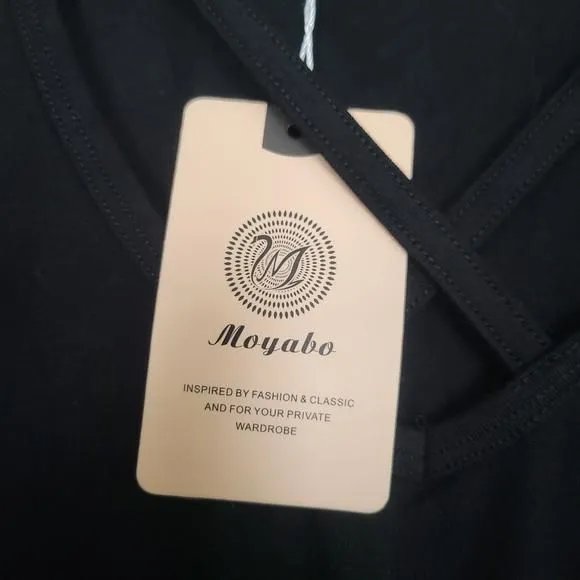 M
Moyabo
INSPIRED BY FASHION & CLASSIC
AND FOR YOUR PRIVATE
WARDROBE